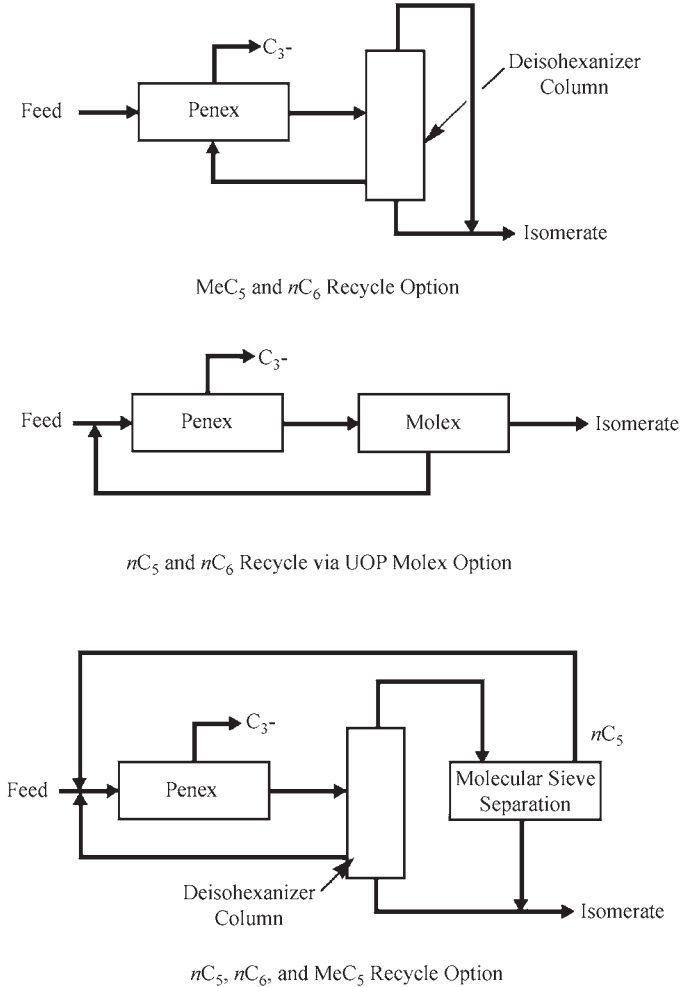 C₃-
Deisohexanizer
Column
Feed
Penex
Isomerate
MeC₅ and nC₆ Recycle Option
C₃-
Feed
Penex
Molex
Isomerate
nC₅ and nC₆ Recycle via UOP Molex Option
C₃-
nC₅
Feed
Penex
Molecular Sieve
Separation
Deisohexanizer
Column
Isomerate
nC₅, nC₆, and MeC₅ Recycle Option